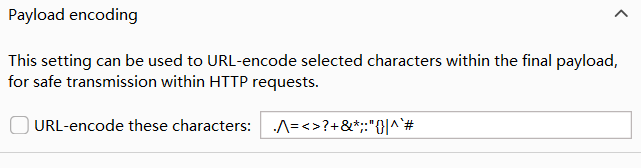 Payload encoding
This setting can be used to URL-encode selected characters within the final payload,
for safe transmission within HTTP requests.
URL-encode these characters: ./\=<>?+&*;:"{}|^`#